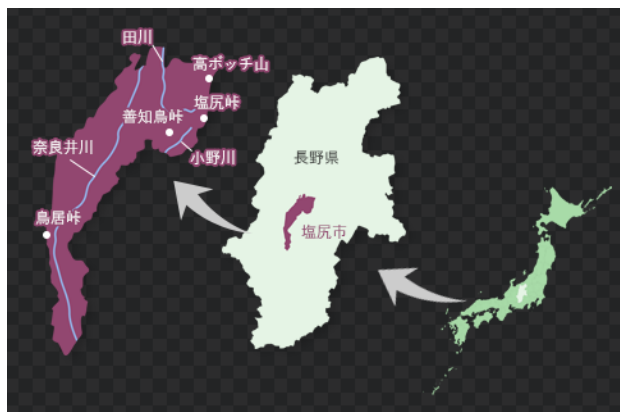 田川
高ボッチ山
塩尻峠
善知鳥峠
奈良井川
小野川
鳥居峠
長野県
塩尻市